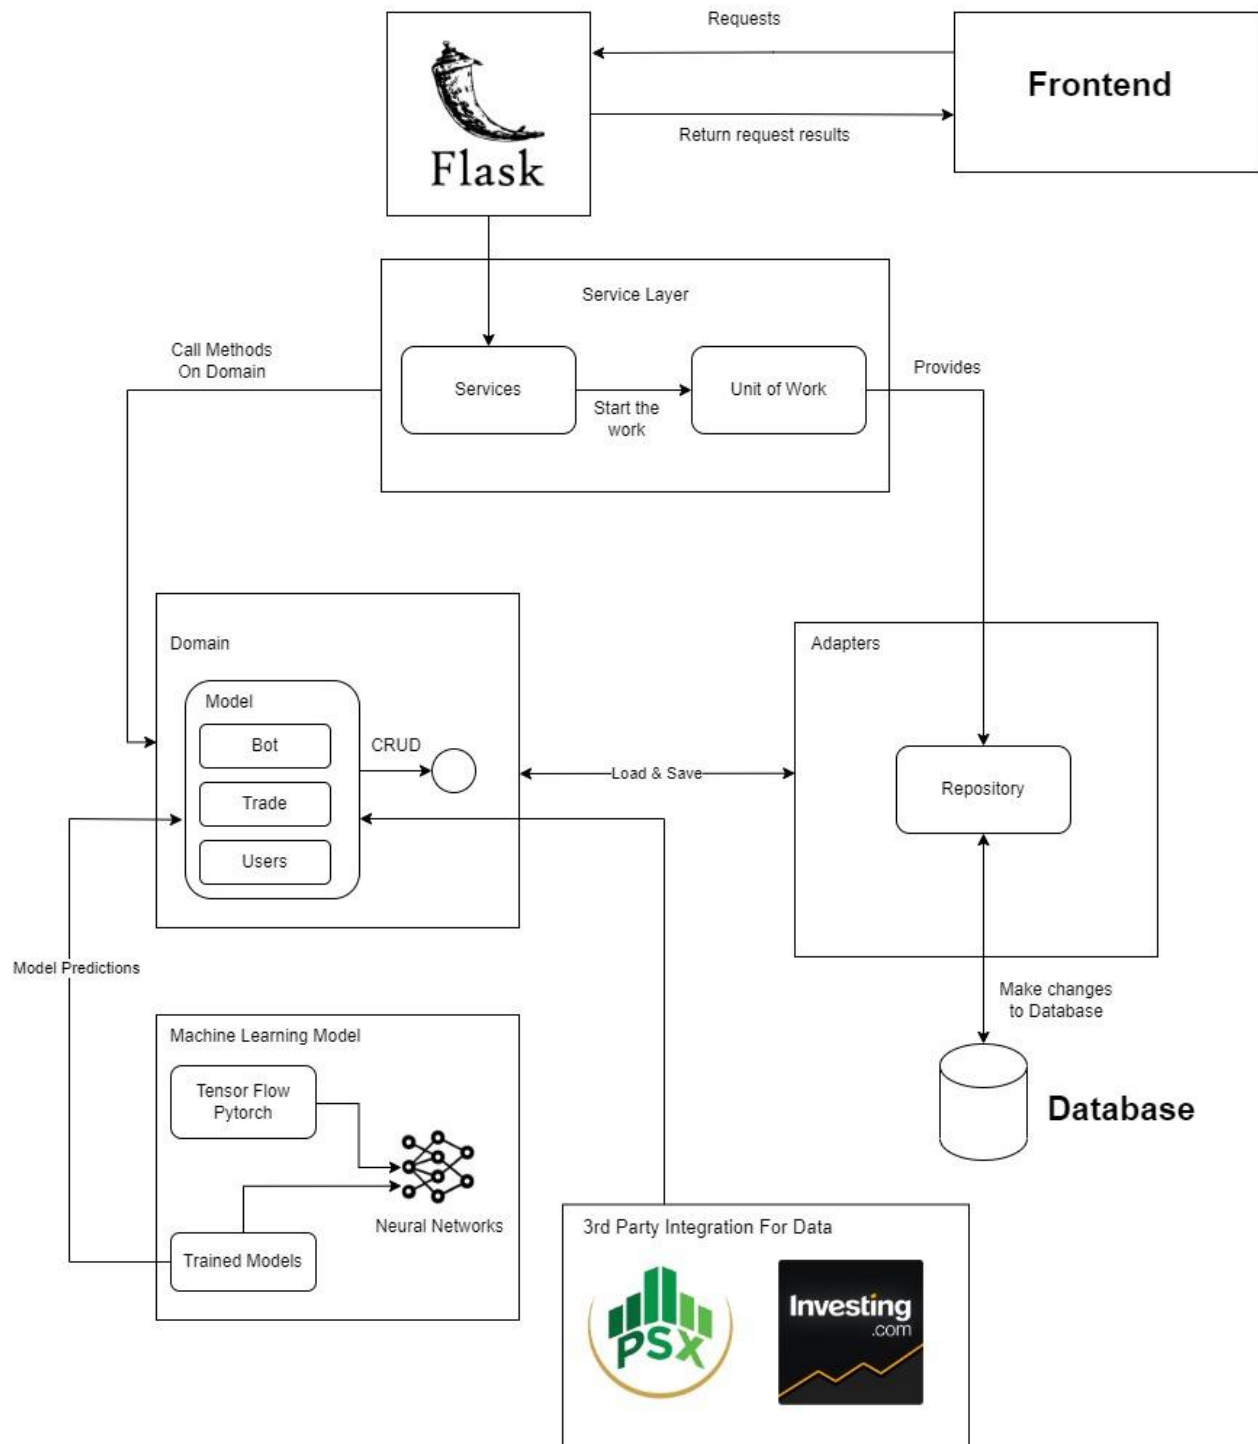 Requests
Frontend
Flask
Return request results
Service Layer
Call Methods
On Domain
Services
Start the
work
Unit of Work
Provides
Domain
Model
Bot
Trade
Users
CRUD
Load & Save
Adapters
Repository
Model Predictions
Make changes
to Database
Database
Machine Learning Model
Tensor Flow
Pytorch
Neural Networks
Trained Models
3rd Party Integration For Data
PSX
Investing
.com